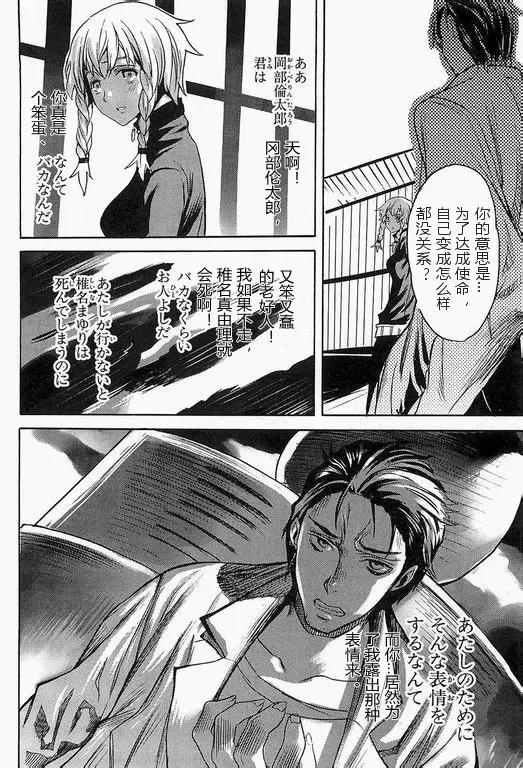 你的意思是…
为了达成使命，
自己变成怎么样
都没关系？
ああ
岡部倫太郎
君は
天啊！
冈部伦太郎，
你真是
个笨蛋、
なんて
バカなんだ
又笨又蠢
的老好人！
我如果不走，
稚名真由理就
会死啊！
バカなくらい
お人よしだ
あたしが行かないと
椎名まゆりは
死んでしまうのに
あたしのために
そんな表情を
するなんて
而你…居然为
了我露出那种
表情来。